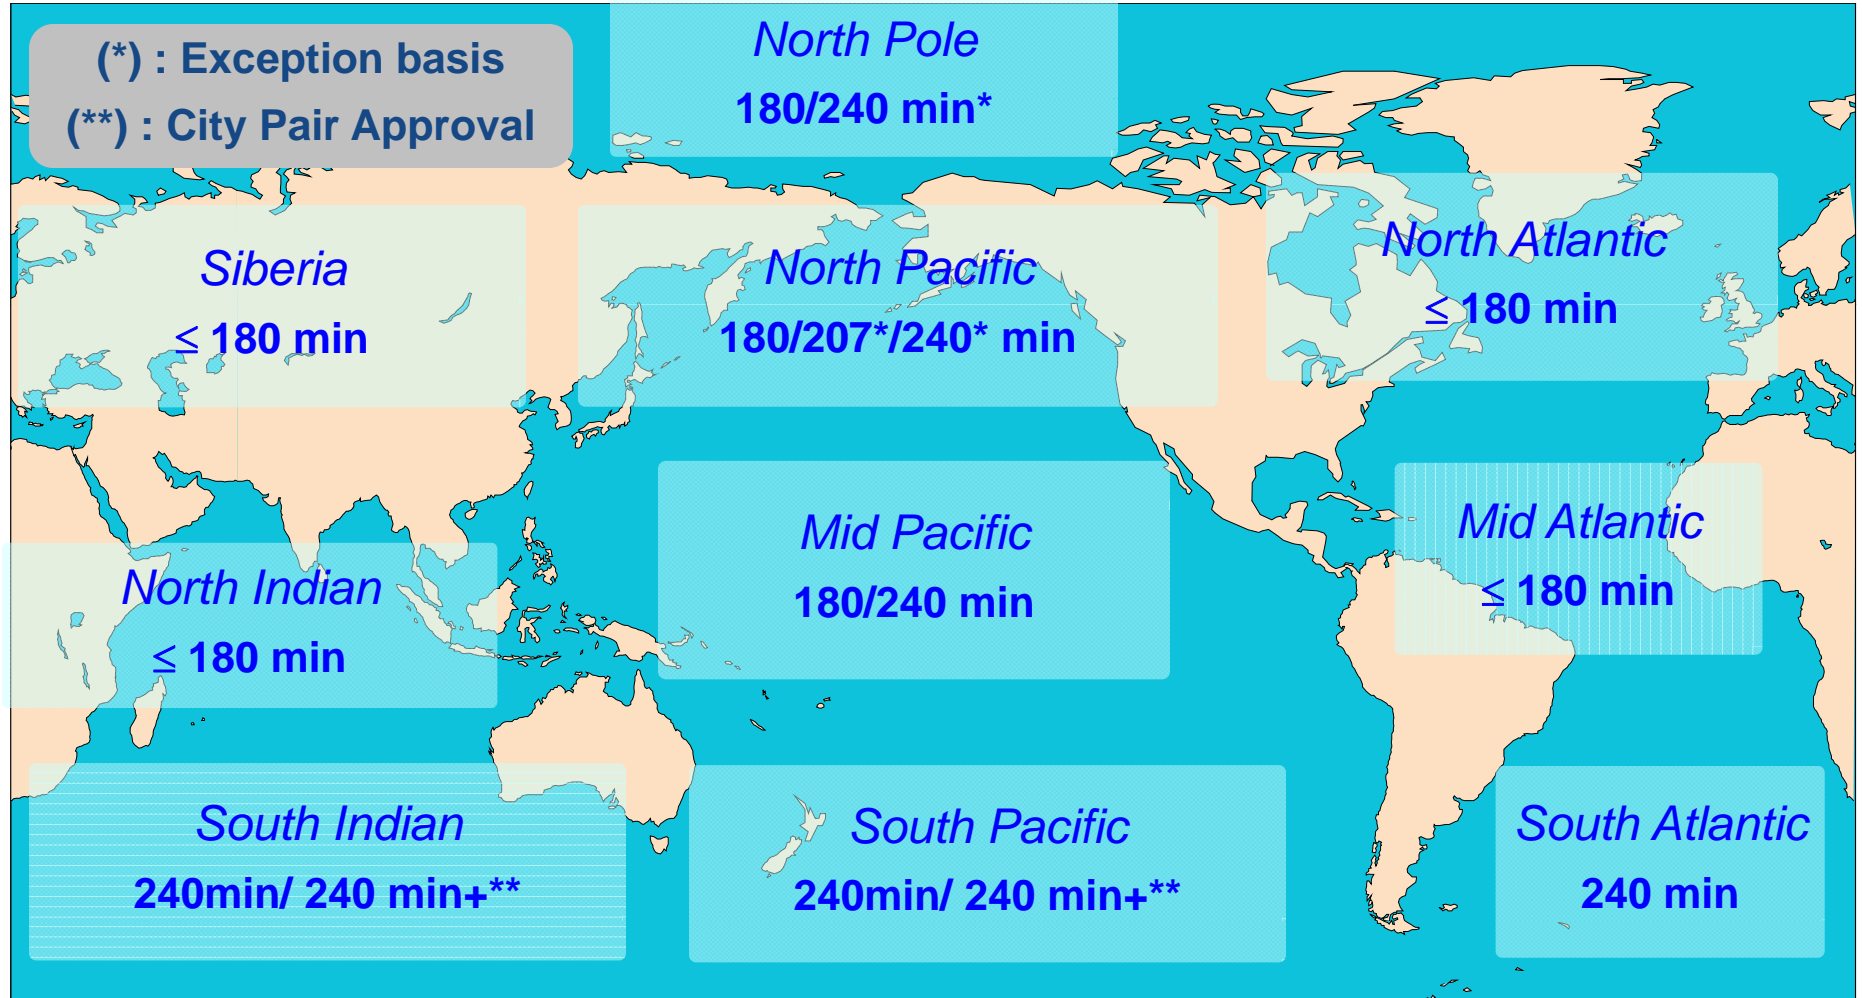 (*) : Exception basis
(**) : City Pair Approval
North Pole
180/240 min*
Siberia
≤ 180 min
North Pacific
180/207*/240* min
North Atlantic
≤ 180 min
Mid Pacific
180/240 min
Mid Atlantic
≤ 180 min
North Indian
≤ 180 min
South Indian
240min/ 240 min+**
South Pacific
240min/ 240 min+**
South Atlantic
240 min